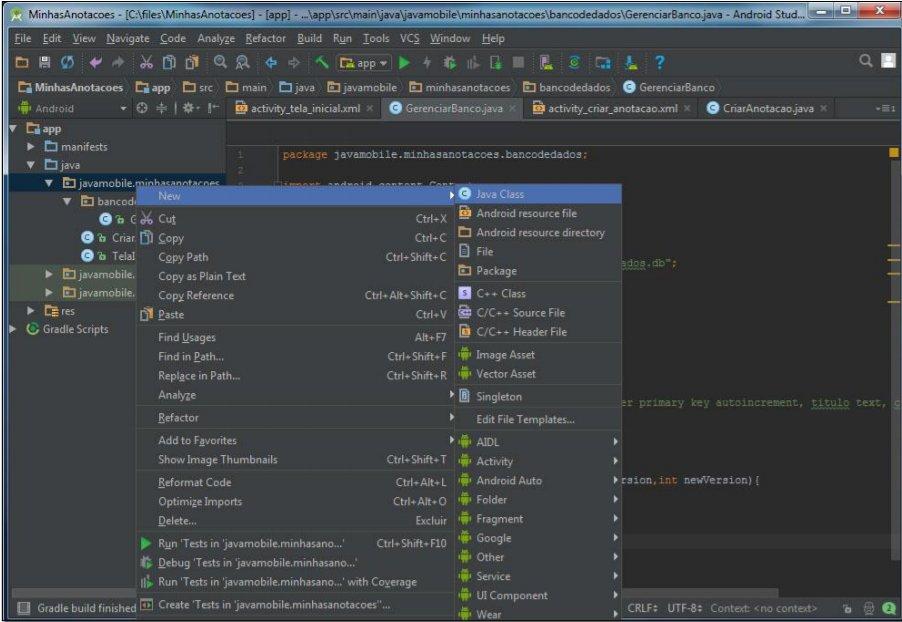 MinhasAnotacoes - [C:\files\MinhasAnotacoes] - [app] - ...\app\src\main\java\javamobile\minhasanotacoes\bancodedados\GerenciarBanco.java - Android Stud...
File Edit View Navigate Code Analyze Refactor Build Run Tools VCS Window Help
app
MinhasAnotacoes app src main java javamobile minhasanotacoes bancodedados GerenciarBanco
Android activity_tela_inicial.xml GerenciarBanco.java activity_criar_anotacao.xml CriarAnotacao.java
app
manifests
java
javamobile.minhasanotacoes
javamobile.
javamobile.
res
Gradle Scripts
1 package javamobile.minhasanotacoes.bancodedados;
2
import android.content.
ados.db";
er primary key autoincrement, titulo text,
rsion,int newVersion){
New
Cut Ctrl+X
Copy Ctrl+C
Copy Path Ctrl+Shift+C
Copy as Plain Text
Copy Reference Ctrl+Alt+Shift+C
Paste Ctrl+V
Find Usages Alt+F7
Find in Path... Ctrl+Shift+F
Replace in Path... Ctrl+Shift+R
Analyze
Refactor
Add to Favorites
Show Image Thumbnails Ctrl+Shift+T
Reformat Code Ctrl+Alt+L
Optimize Imports Ctrl+Alt+O
Delete... Excluir
Run 'Tests in 'javamobile.minhasano...' Ctrl+Shift+F10
Debug 'Tests in 'javamobile.minhasano...'
Run 'Tests in 'javamobile.minhasano...' with Coverage
Create 'Tests in 'javamobile.minhasanotacoes''...
Java Class
Android resource file
Android resource directory
File
Package
C++ Class
C/C++ Source File
C/C++ Header File
Image Asset
Vector Asset
Singleton
Edit File Templates...
AIDL
Activity
Android Auto
Folder
Fragment
Google
Other
Service
UI Component
Wear
Gradle build finished CRLF UTF-8 Context: <no context> 2